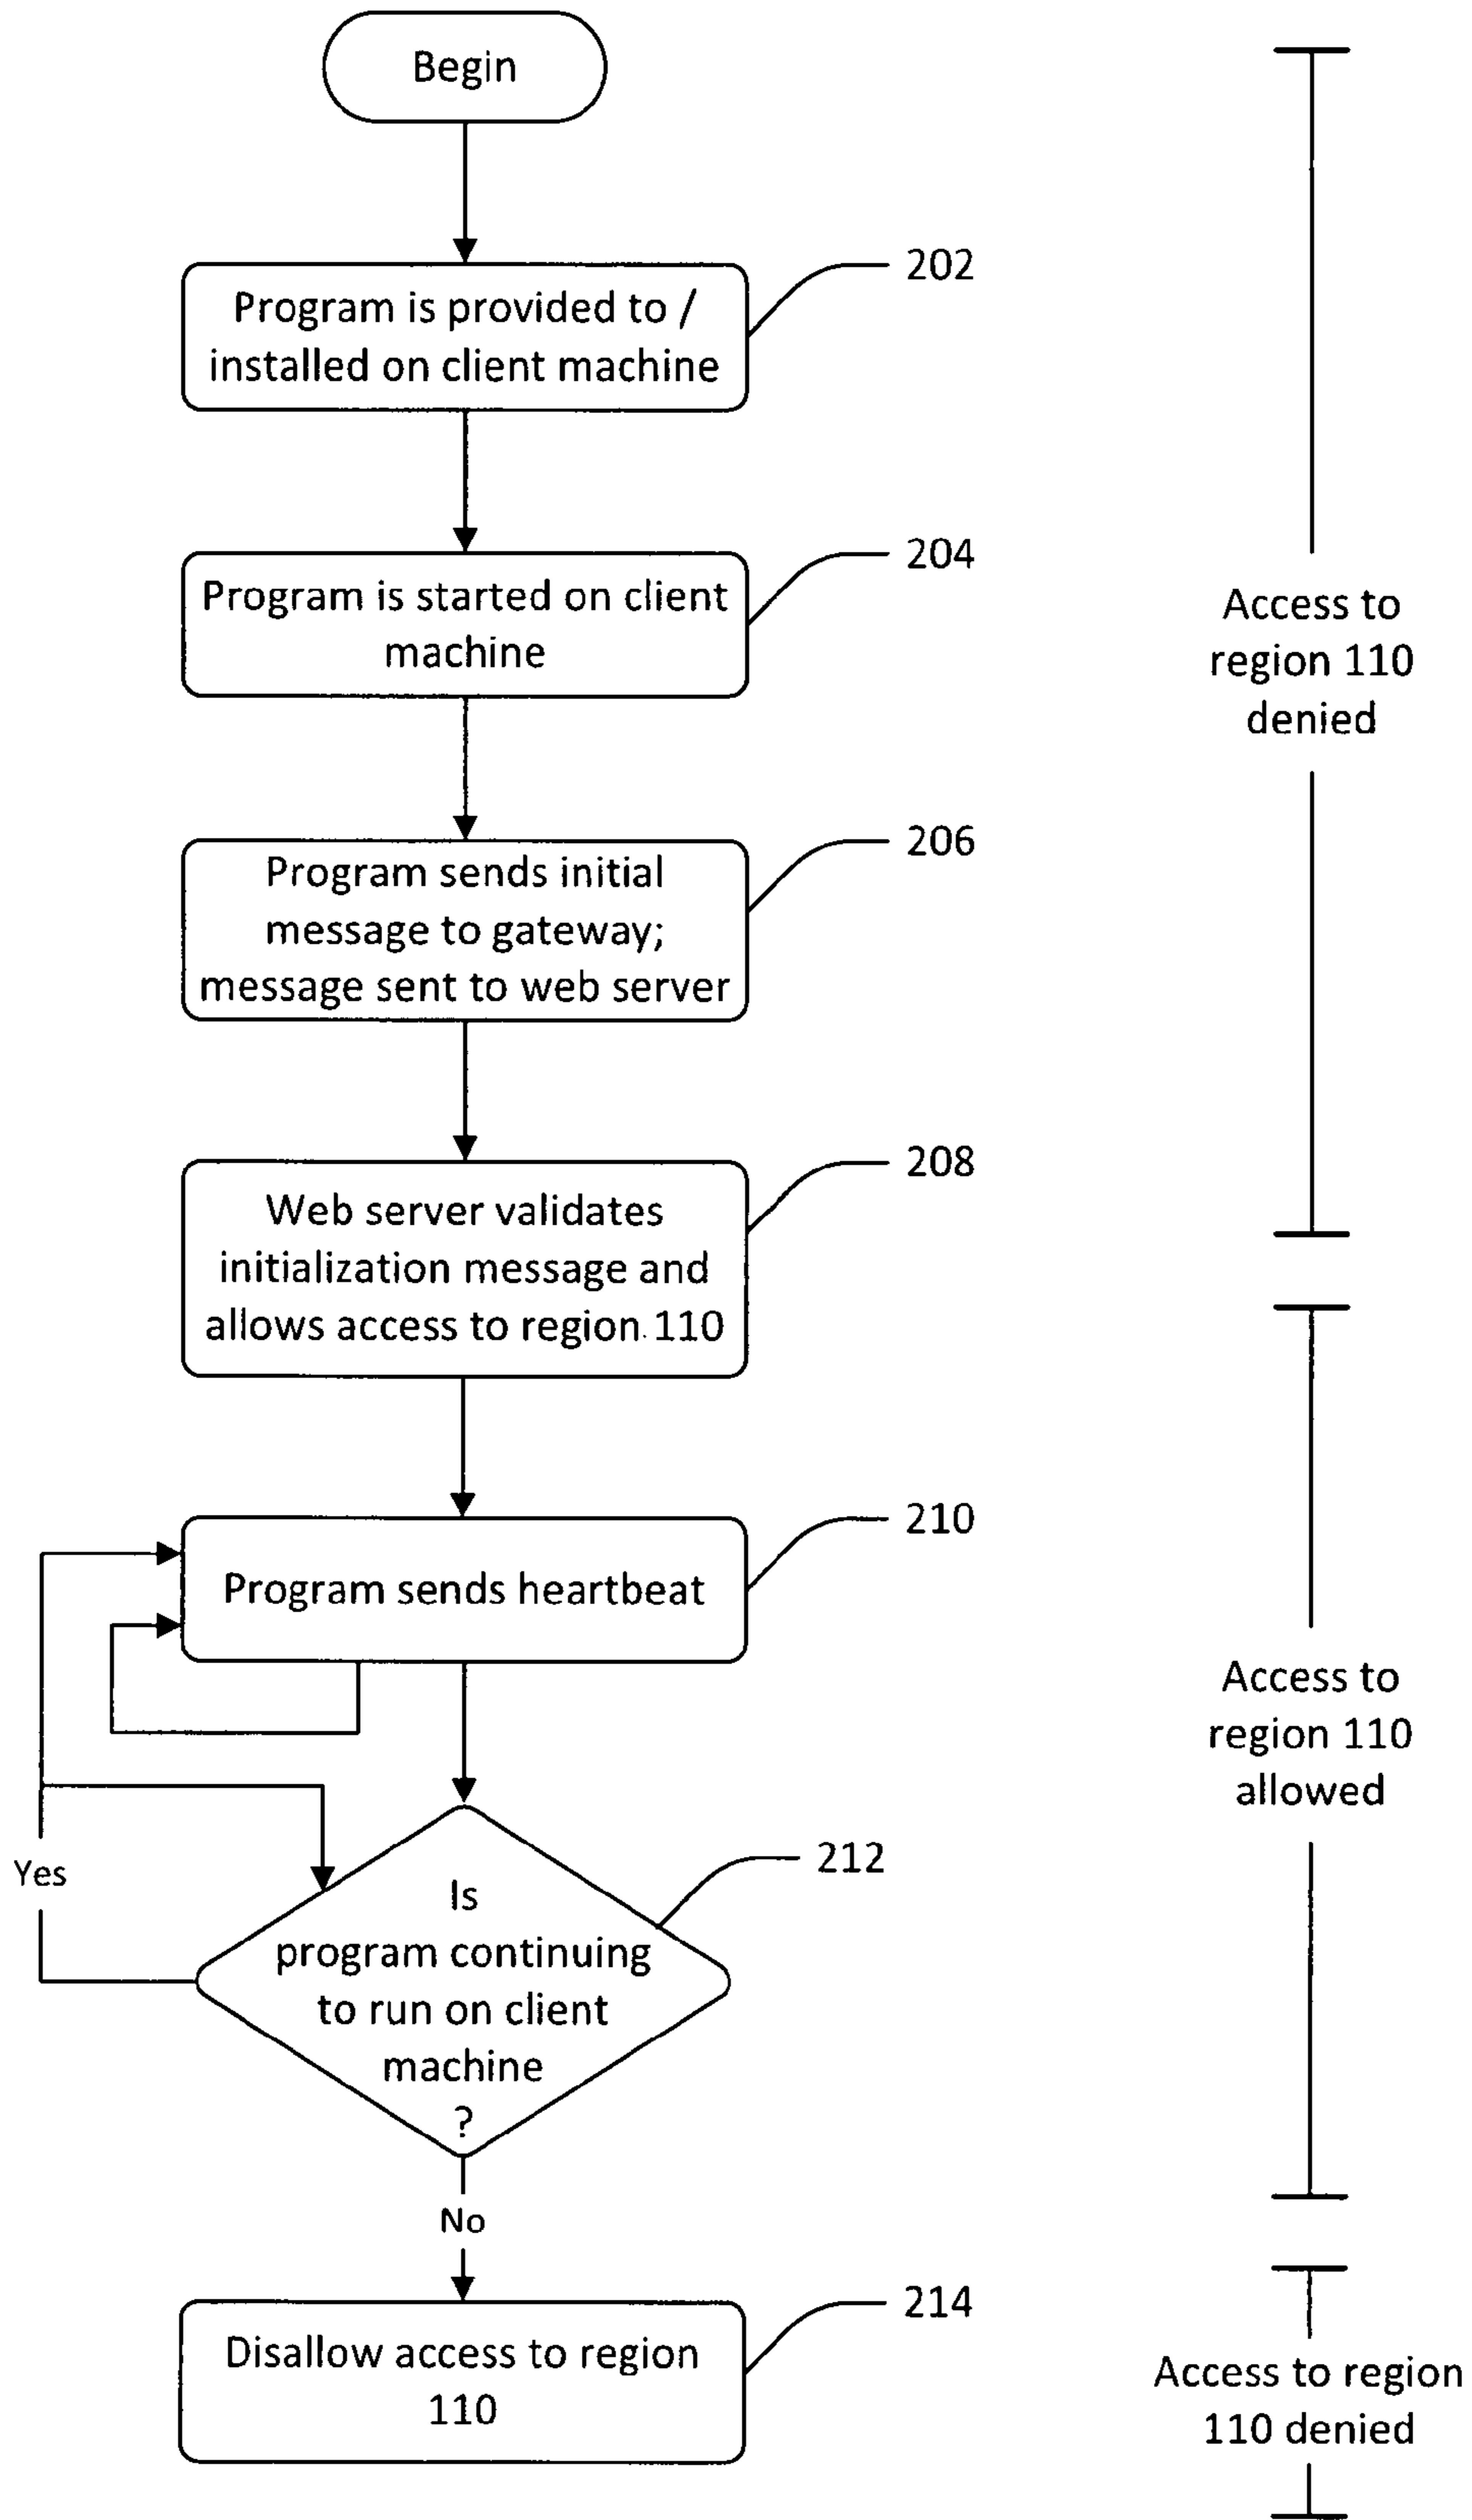 Begin
202
Program is provided to /
installed on client machine
204
Program is started on client
machine
Access to
region 110
denied
206
Program sends initial
message to gateway;
message sent to web server
208
Web server validates
initialization message and
allows access to region 110
210
Program sends heartbeat
Access to
region 110
allowed
Yes
212
Is
program continuing
to run on client
machine
?
No
214
Disallow access to region
110
Access to region
110 denied